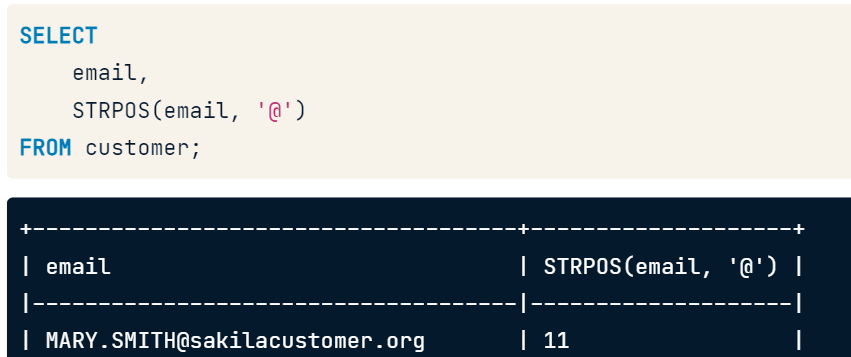 SELECT
    email,
    STRPOS(email, '@')
FROM customer;
+-------------------------------------+--------------------+
| email                               | STRPOS(email, '@') |
|-------------------------------------|--------------------|
| MARY.SMITH@sakilacustomer.org       | 11                 |